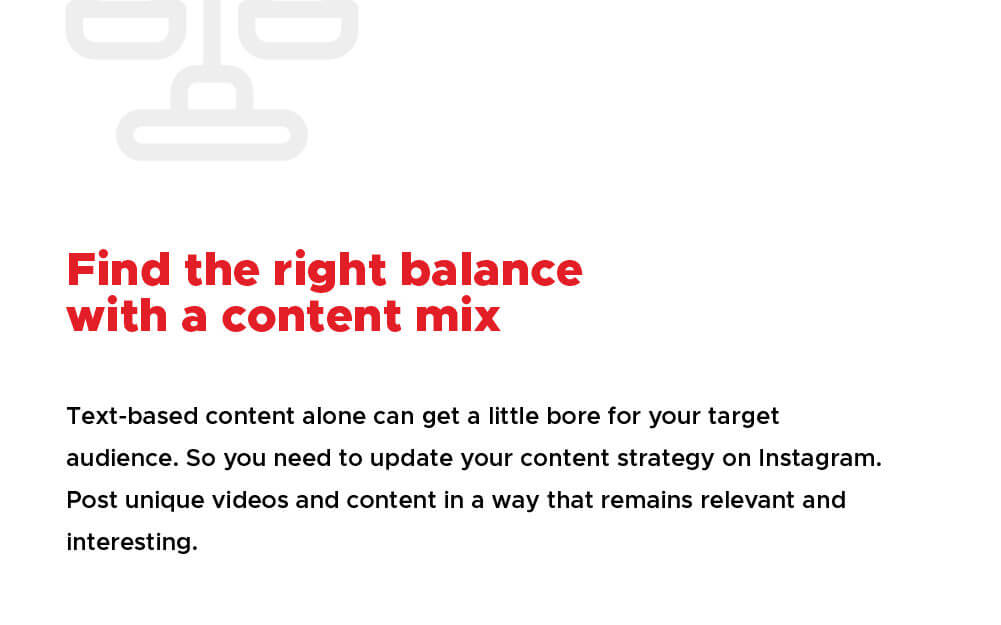 Find the right balance
with a content mix
Text-based content alone can get a little bore for your target
audience. So you need to update your content strategy on Instagram.
Post unique videos and content in a way that remains relevant and
interesting.